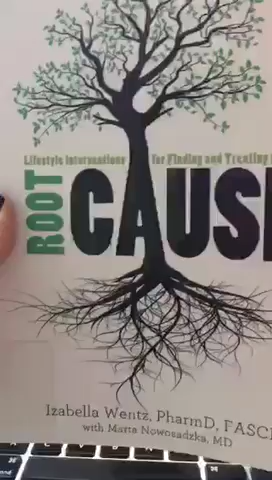 Lifestyle Interventions for Finding and Treating
ROOT
CAUS
Izabella Wentz, PharmD, FASC
with Marta Nowosadzka, MD